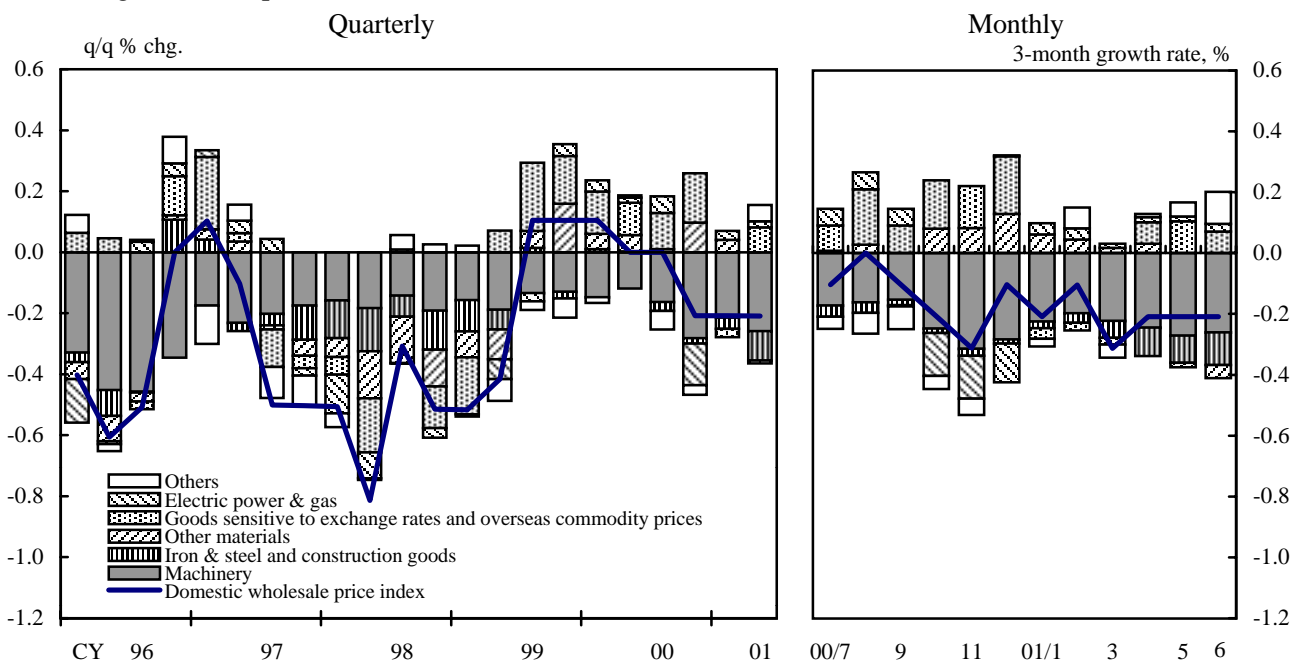 Quarterly
Monthly
q/q % chg.
3-month growth rate, %
0.6
0.4
0.2
0.0
-0.2
-0.4
-0.6
-0.8
-1.0
-1.2
0.6
0.4
0.2
0.0
-0.2
-0.4
-0.6
-0.8
-1.0
-1.2
Others
Electric power & gas
Goods sensitive to exchange rates and overseas commodity prices
Other materials
Iron & steel and construction goods
Machinery
Domestic wholesale price index
CY 96 97 98 99 00 01
00/7 9 11 01/1 3 5 6